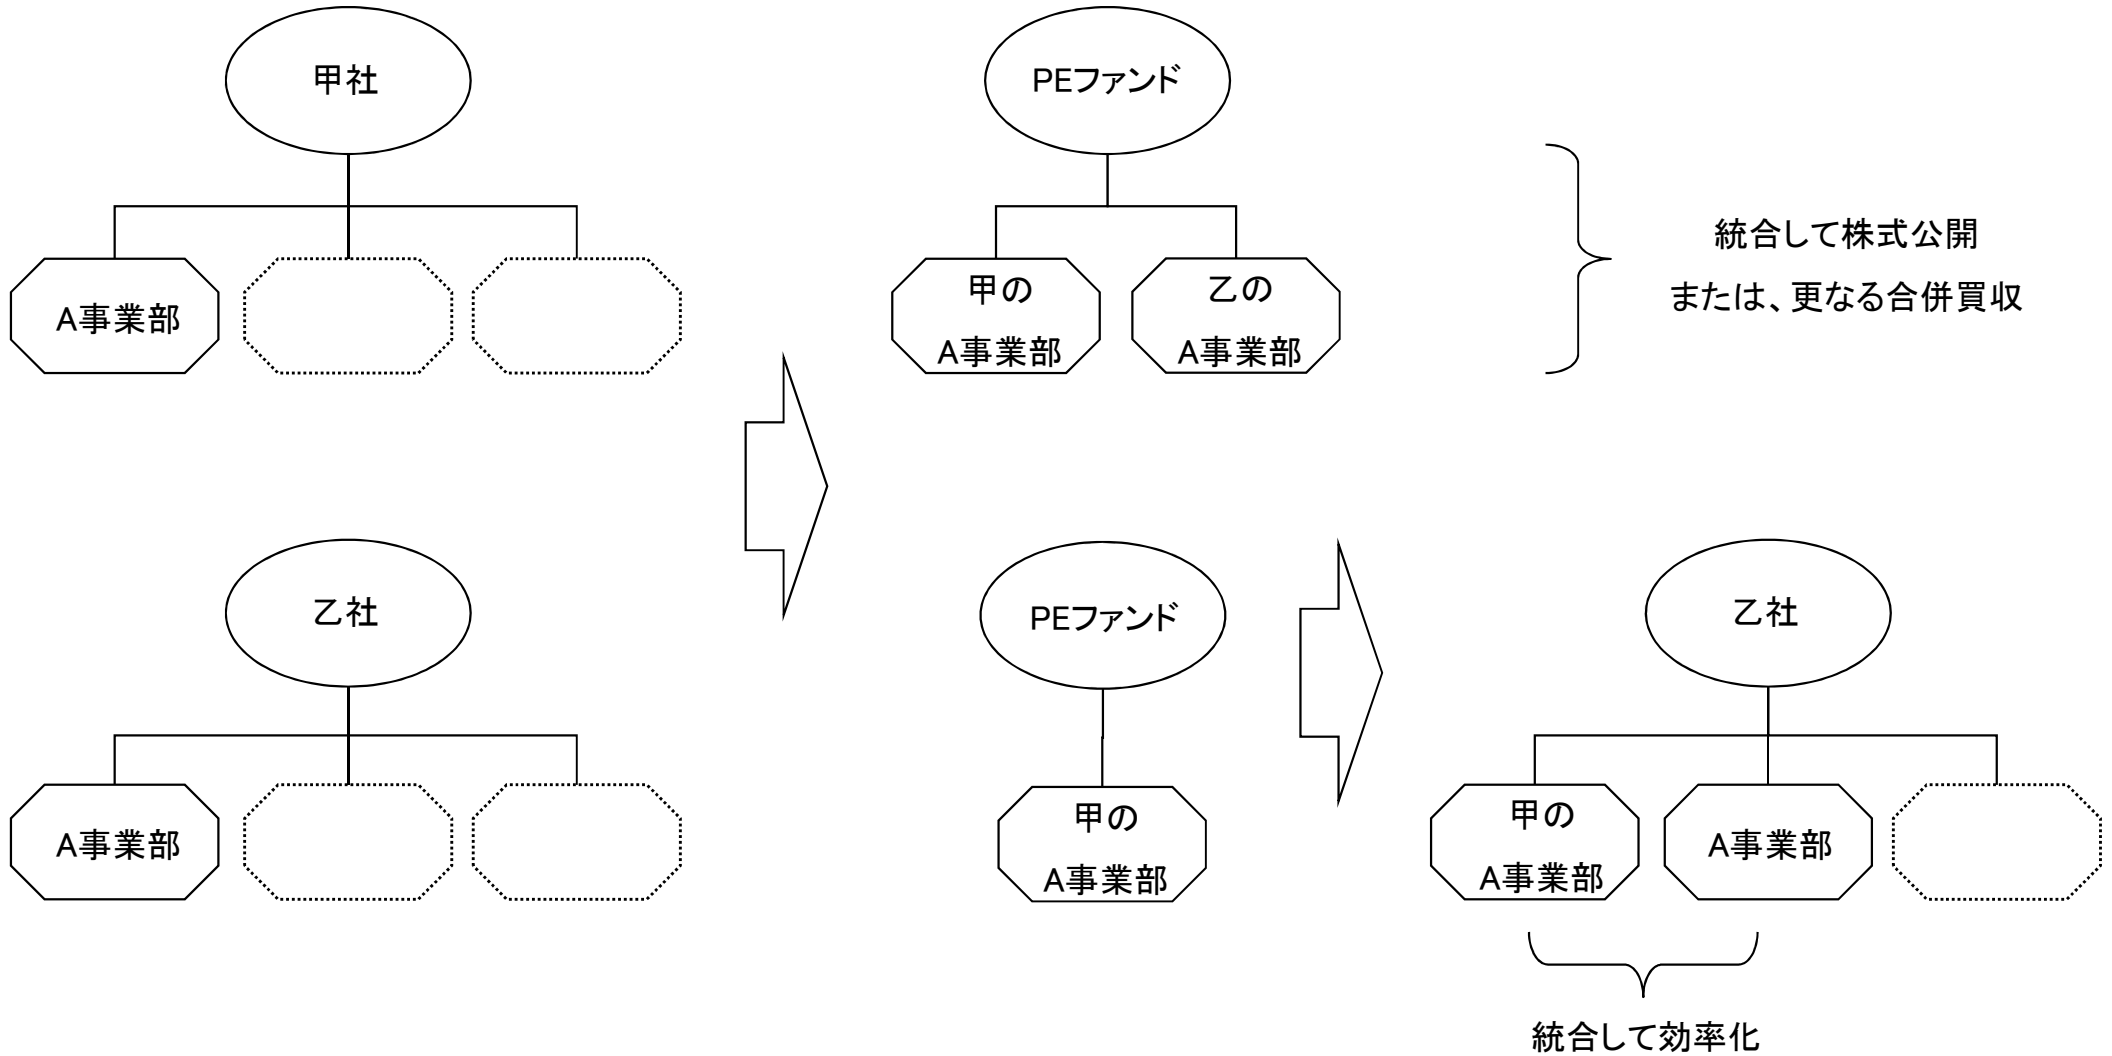 甲社
A事業部
PEファンド
甲の
A事業部
乙の
A事業部
統合して株式公開
または、更なる合併買収
乙社
A事業部
PEファンド
甲の
A事業部
乙社
甲の
A事業部
A事業部
統合して効率化